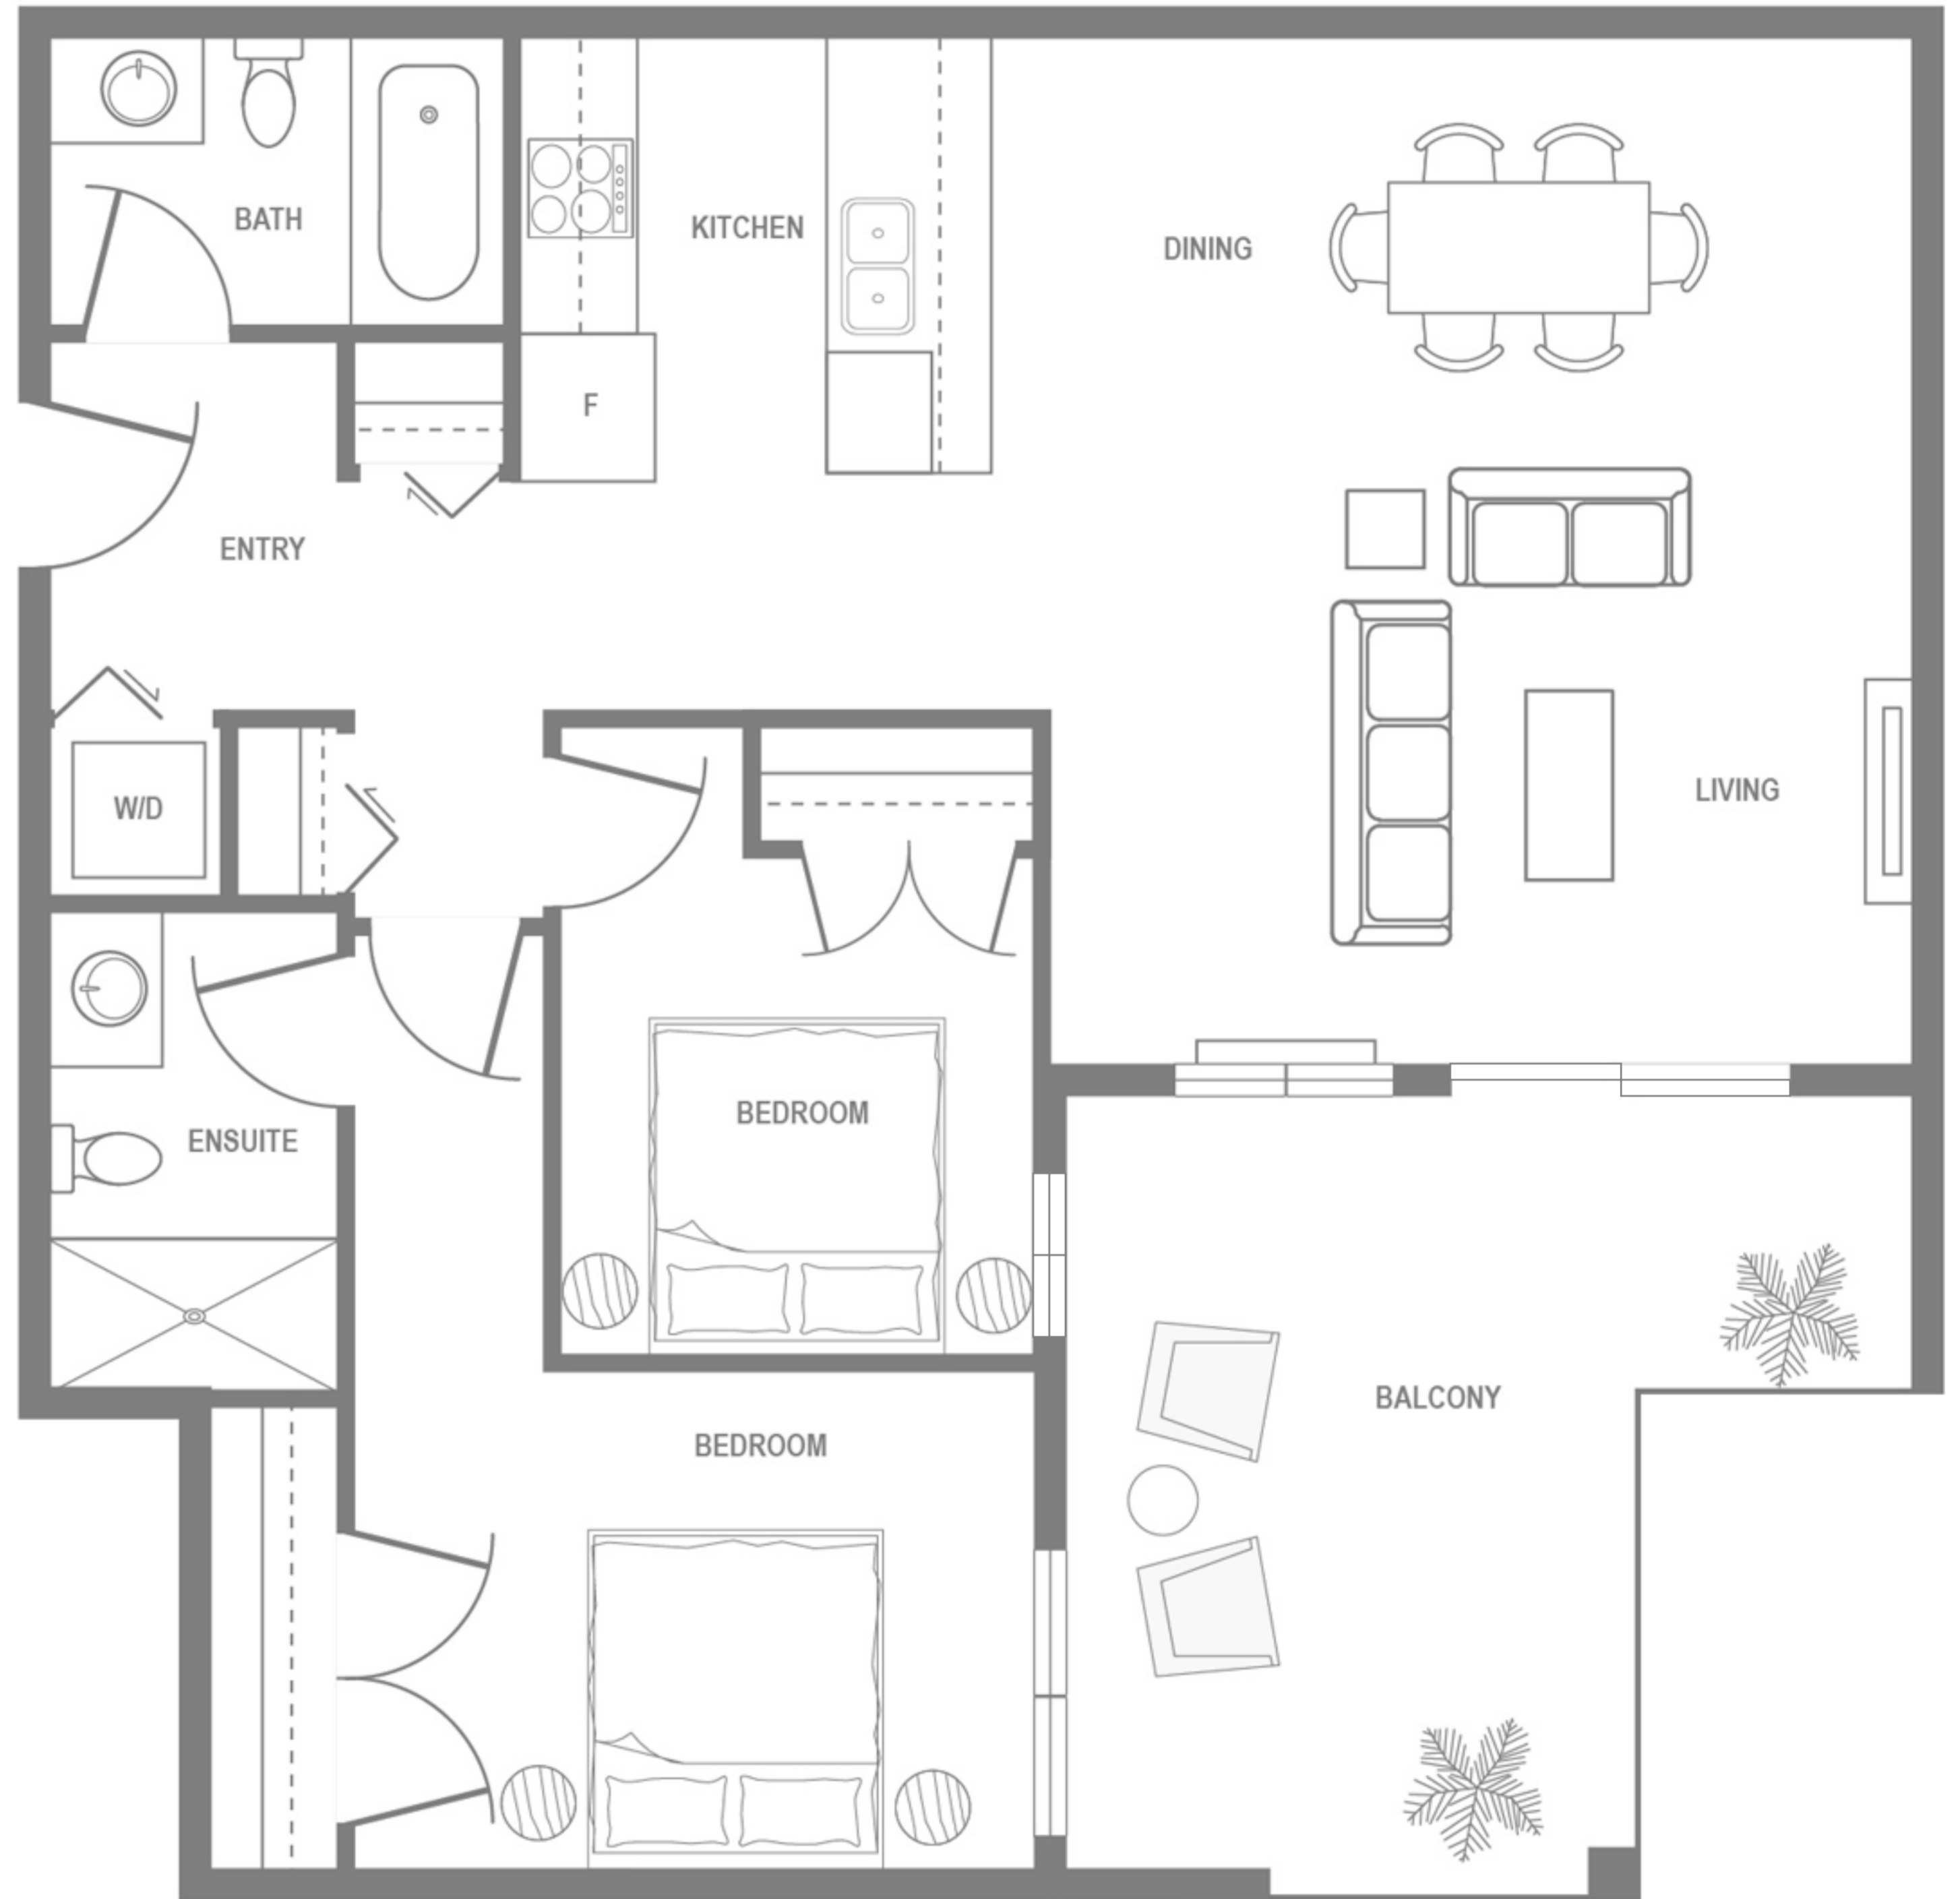 BATH
KITCHEN
DINING
F
ENTRY
W/D
LIVING
BEDROOM
ENSUITE
BALCONY
BEDROOM